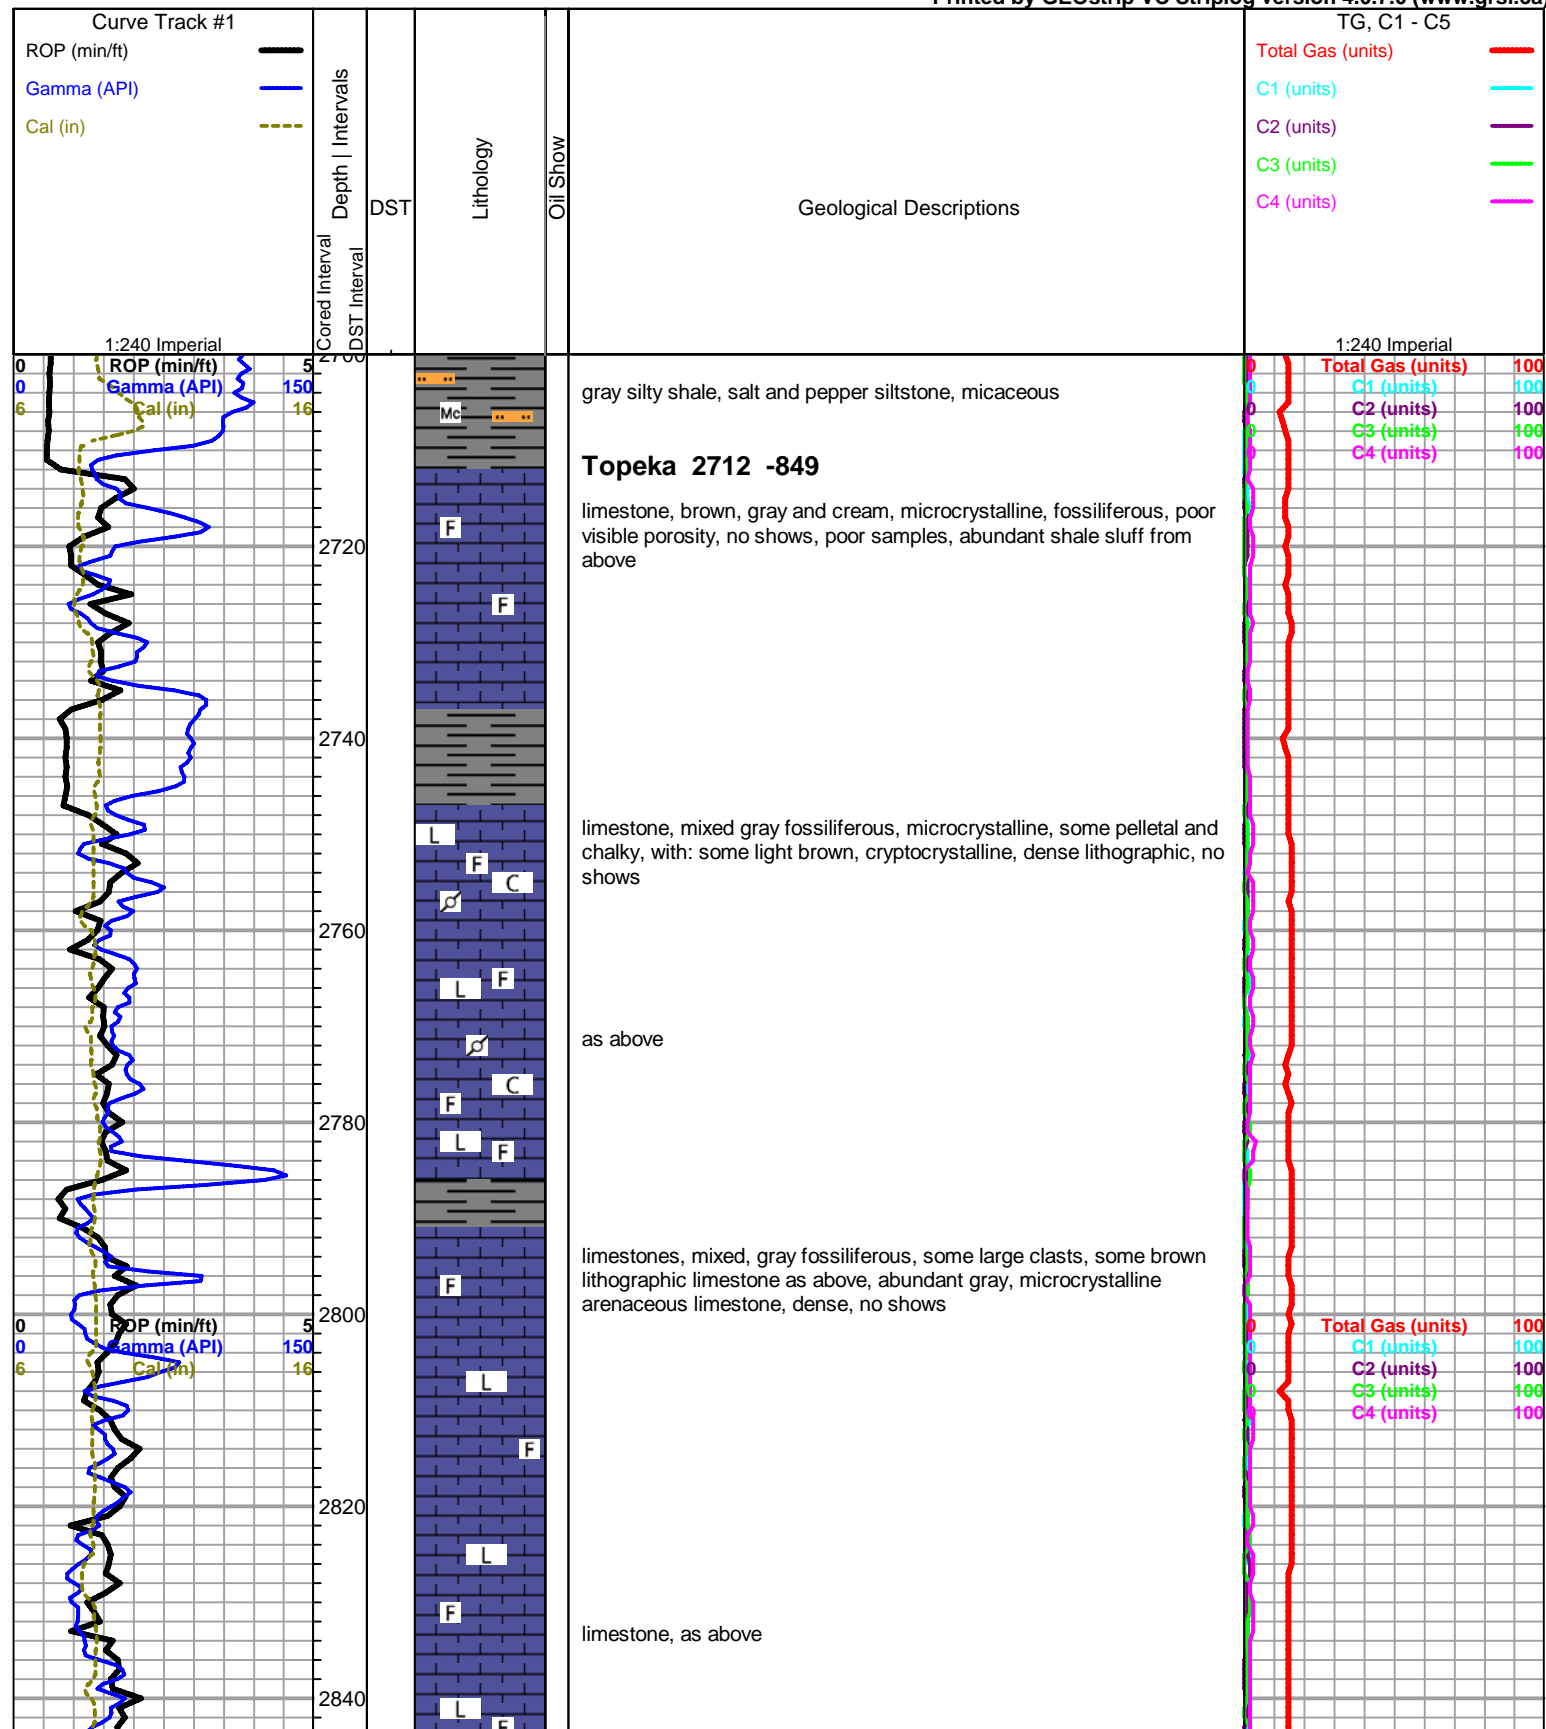 Curve Track #1
ROP (min/ft)
Gamma (API)
Cal (in)
1:240 Imperial
Cored Interval
Depth | Intervals
DST Interval
DST
Lithology
Oil Show
Geological Descriptions
TG, C1 - C5
Total Gas (units)
C1 (units)
C2 (units)
C3 (units)
C4 (units)
1:240 Imperial
0 ROP (min/ft) 5
0 Gamma (API) 150
6 Cal (in) 16
0 Total Gas (units) 100
0 C1 (units) 100
0 C2 (units) 100
0 C3 (units) 100
0 C4 (units) 100
Mc
gray silty shale, salt and pepper siltstone, micaceous
Topeka 2712 -849
limestone, brown, gray and cream, microcrystalline, fossiliferous, poor
visible porosity, no shows, poor samples, abundant shale sluff from
above
F
2720
F
2740
limestone, mixed gray fossiliferous, microcrystalline, some pelletal and
chalky, with: some light brown, cryptocrystalline, dense lithographic, no
shows
L
F
C
2760
F
L
as above
C
F
2780
L
F
limestones, mixed, gray fossiliferous, some large clasts, some brown
lithographic limestone as above, abundant gray, microcrystalline
arenaceous limestone, dense, no shows
F
2800
0 ROP (min/ft) 5
0 Gamma (API) 150
6 Cal (in) 16
0 Total Gas (units) 100
0 C1 (units) 100
0 C2 (units) 100
0 C3 (units) 100
0 C4 (units) 100
L
F
2820
L
F
limestone, as above
2840
L
F